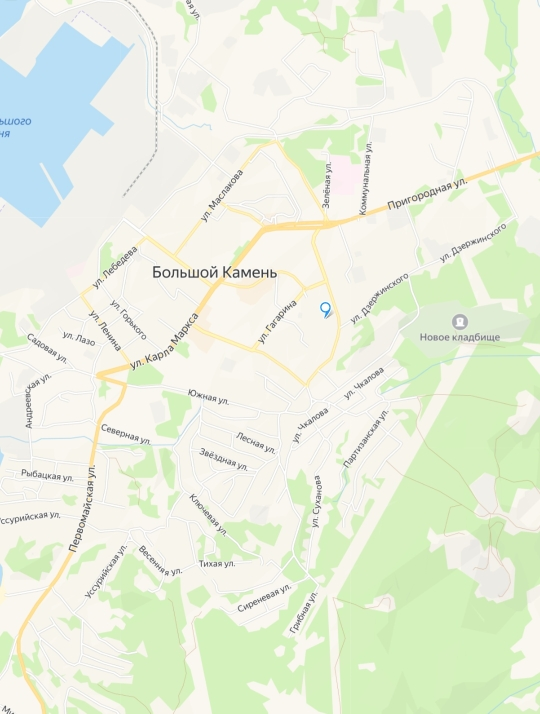 ьшого
ня
ул. Маслакова
Зелёная ул.
Коммунальная ул.
Пригородная ул.
ул. Дзержинского
ул. Лебедева
Большой Камень
ул. Горького
ул. Гагарина
ул. Дзержинского
ул. Ленина
ул. Карла Маркса
ул. Лазо
Садовая ул.
Новое кладбище
Андреевская ул.
Южная ул.
ул. Чкалова
ул. Чкалова
Северная ул.
Лесная ул.
Звёздная ул.
Партизанская ул.
Рыбацкая ул.
Первомайская ул.
ул. Суханова
Ключевая ул.
Уссурийская ул.
Весенняя ул.
Тихая ул.
Уссурийская ул.
Сиреневая ул.
Грибная ул.